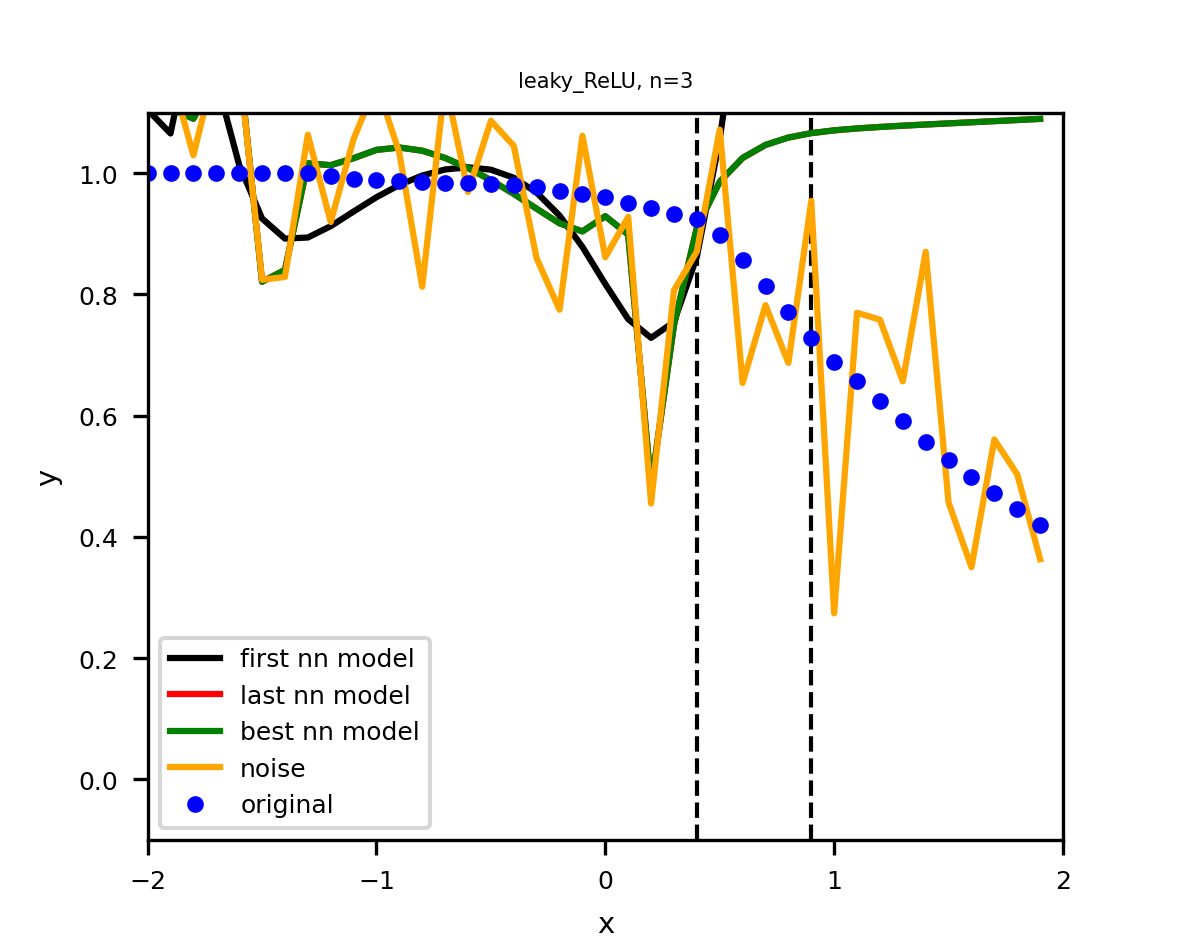 leaky_ReLU, n=3
y
1.0
0.8
0.6
0.4
0.2
0.0
first nn model
last nn model
best nn model
noise
original
−2
−1
0
1
2
x